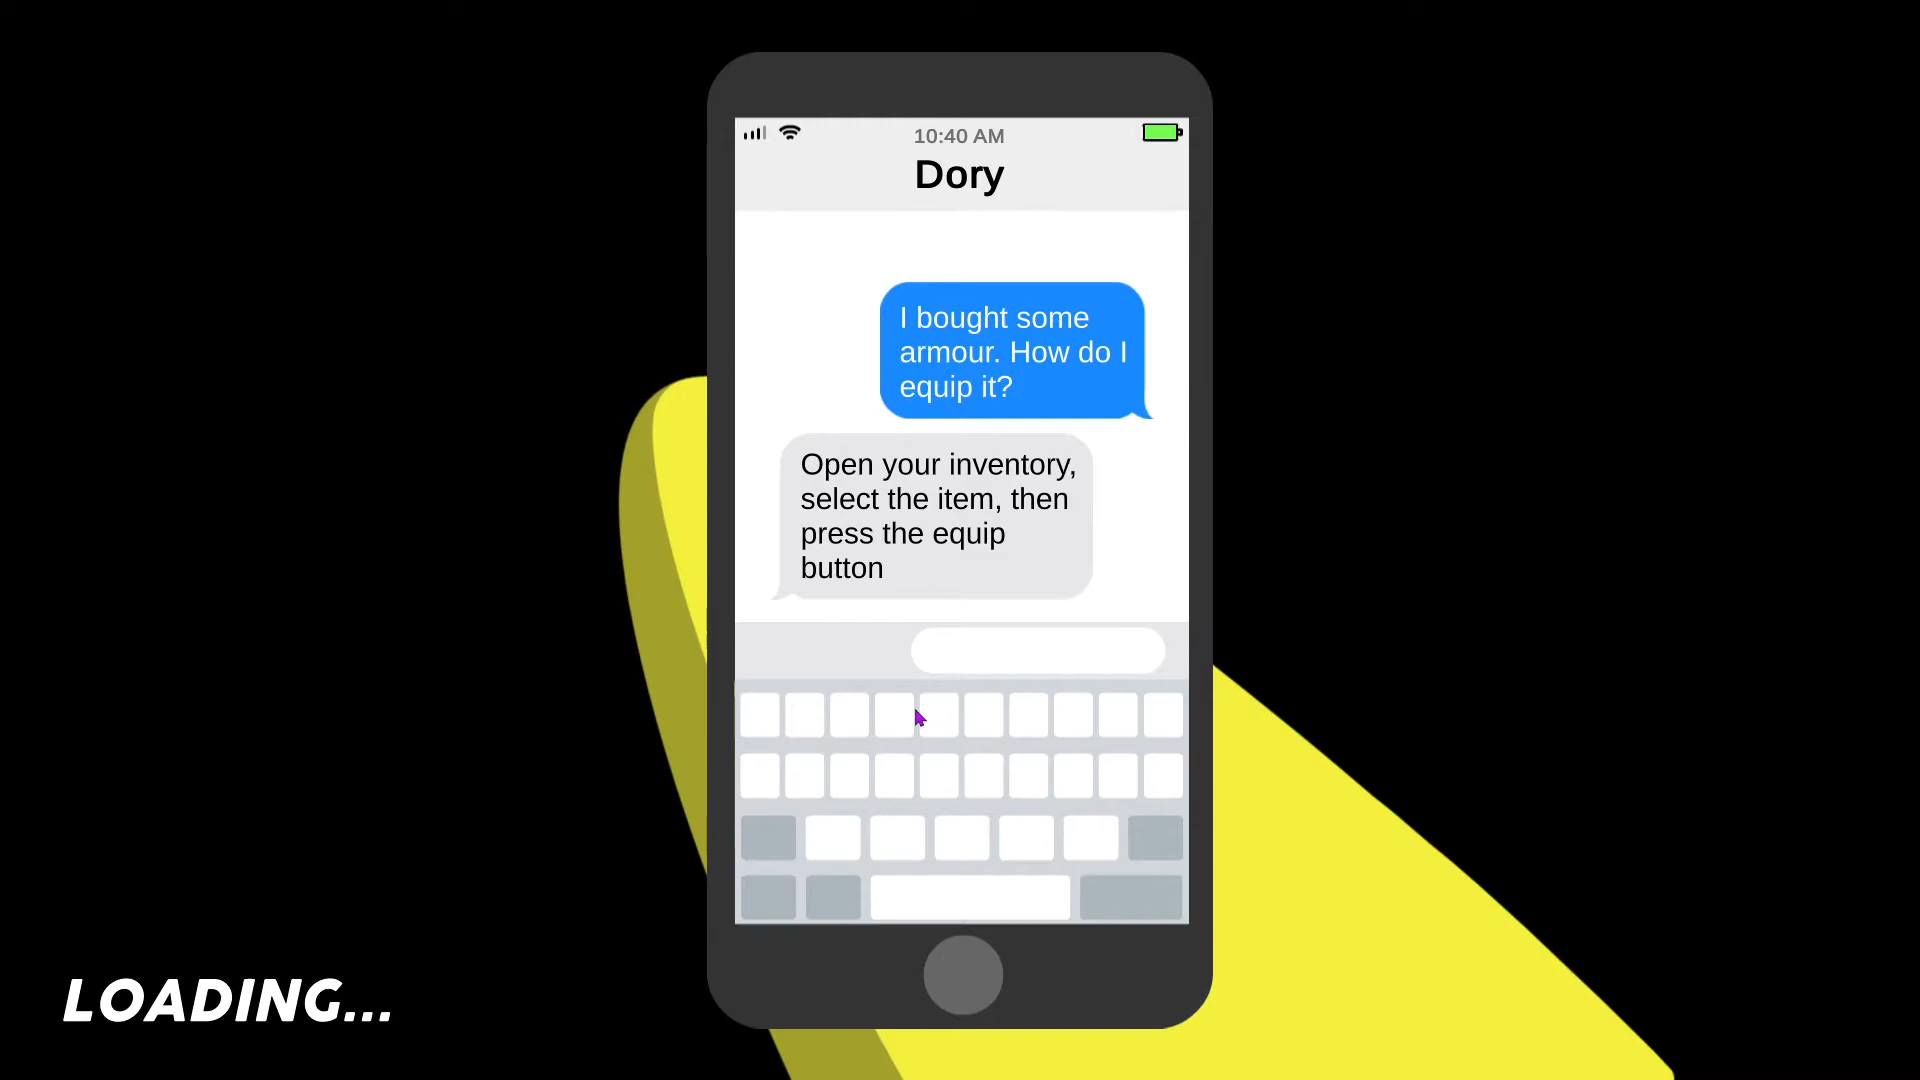 10:40 AM
Dory
I bought some
armour. How do I
equip it?
Open your inventory,
select the item, then
press the equip
button
LOADING...